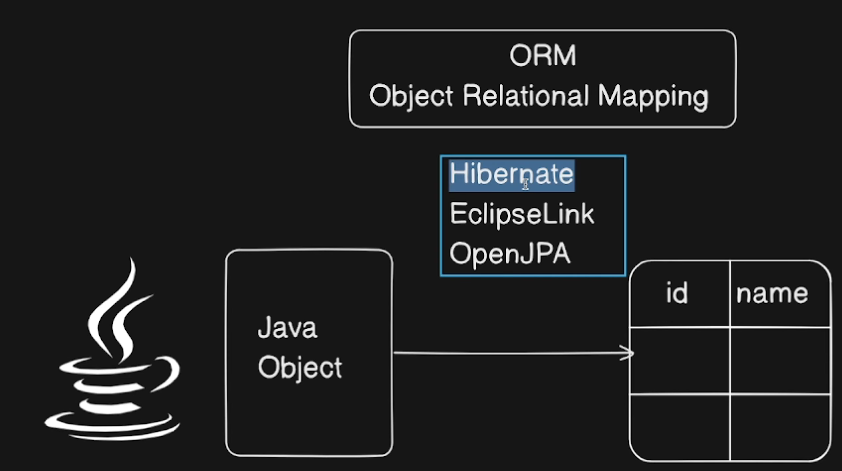 ORM
Object Relational Mapping
Hibernate
EclipseLink
OpenJPA
Java
Object
id
name